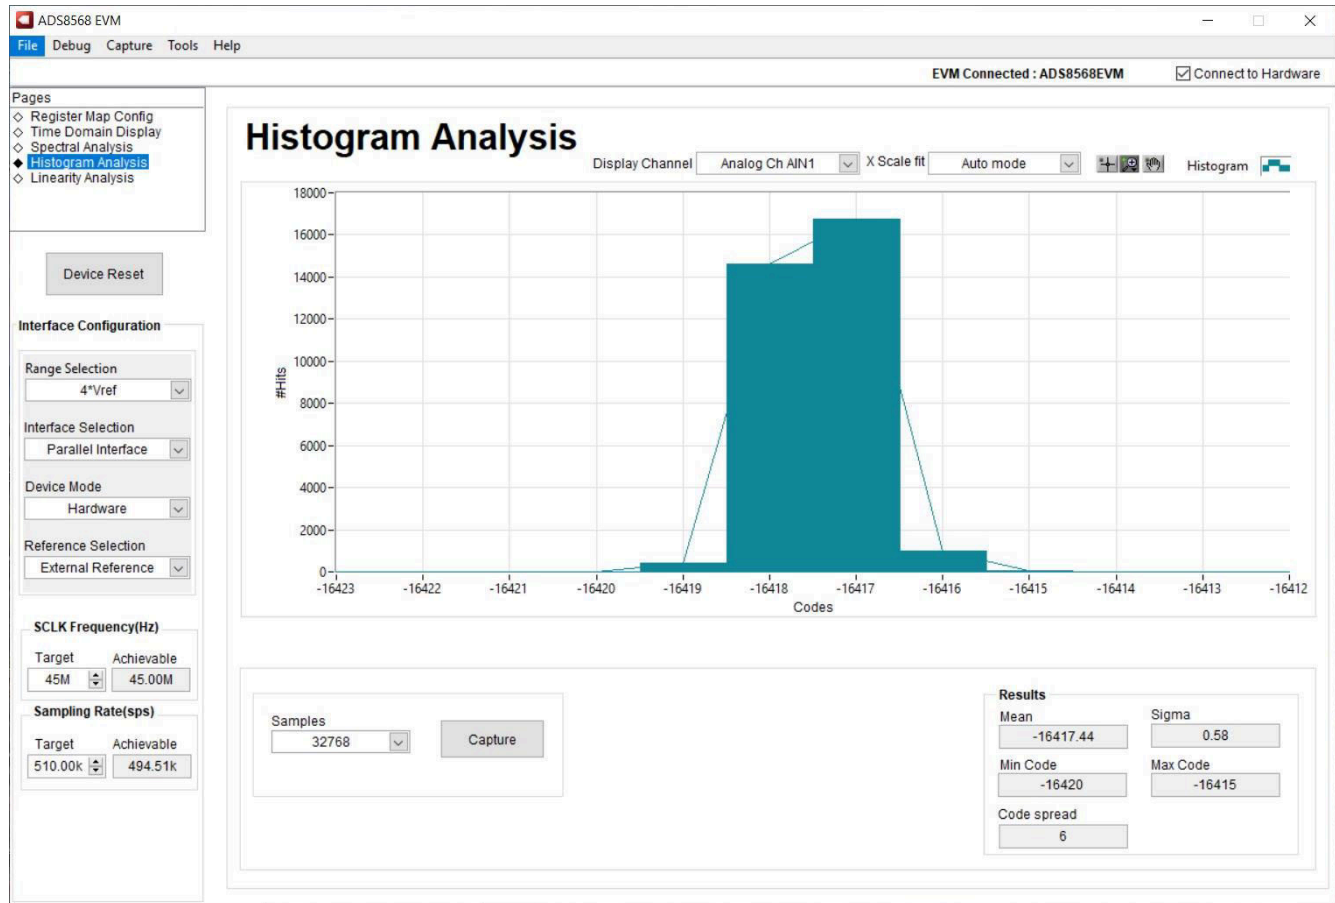 ADS8568 EVM
File Debug Capture Tools Help
EVM Connected : ADS8568EVM Connect to Hardware
Pages
Register Map Config
Time Domain Display
Spectral Analysis
Histogram Analysis
Linearity Analysis
Device Reset
Interface Configuration
Range Selection
4*Vref
Interface Selection
Parallel Interface
Device Mode
Hardware
Reference Selection
External Reference
SCLK Frequency(Hz)
Target Achievable
45M 45.00M
Sampling Rate(sps)
Target Achievable
510.00k 494.51k
Histogram Analysis
Display Channel Analog Ch AIN1 X Scale fit Auto mode Histogram
18000
16000
14000
12000
10000
8000
6000
4000
2000
0
#Hits
-16423 -16422 -16421 -16420 -16419 -16418 -16417 -16416 -16415 -16414 -16413 -16412
Codes
Samples
32768
Capture
Results
Mean Sigma
-16417.44 0.58
Min Code Max Code
-16420 -16415
Code spread
6